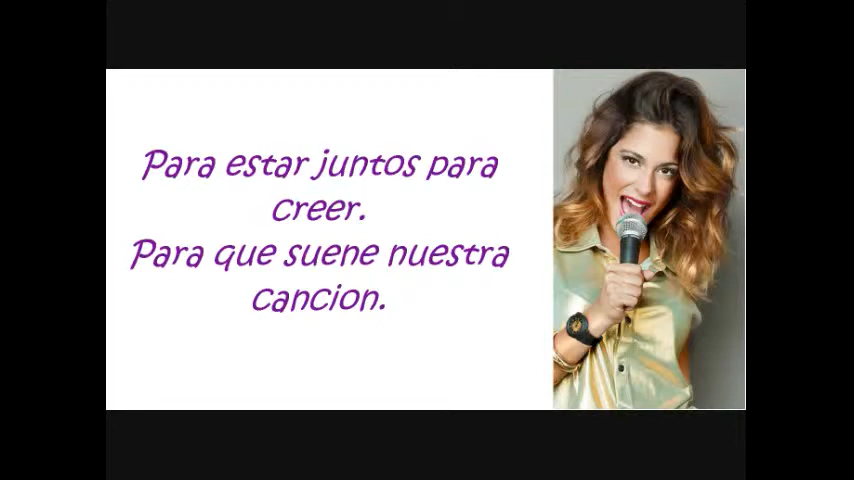 Para estar juntos para
creer.
Para que suene nuestra
cancion.